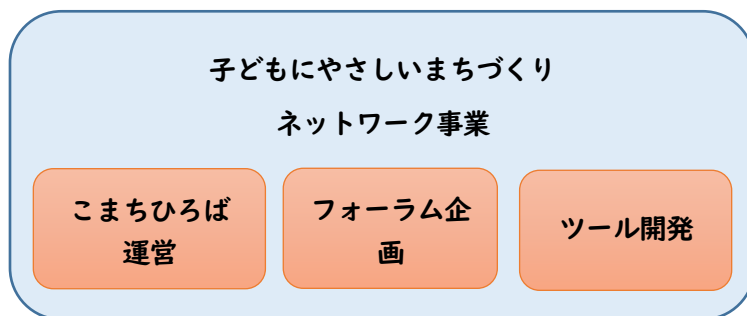 子どもにやさしいまちづくり
ネットワーク事業
こまちひろば
運営
フォーラム企
画
ツール開発